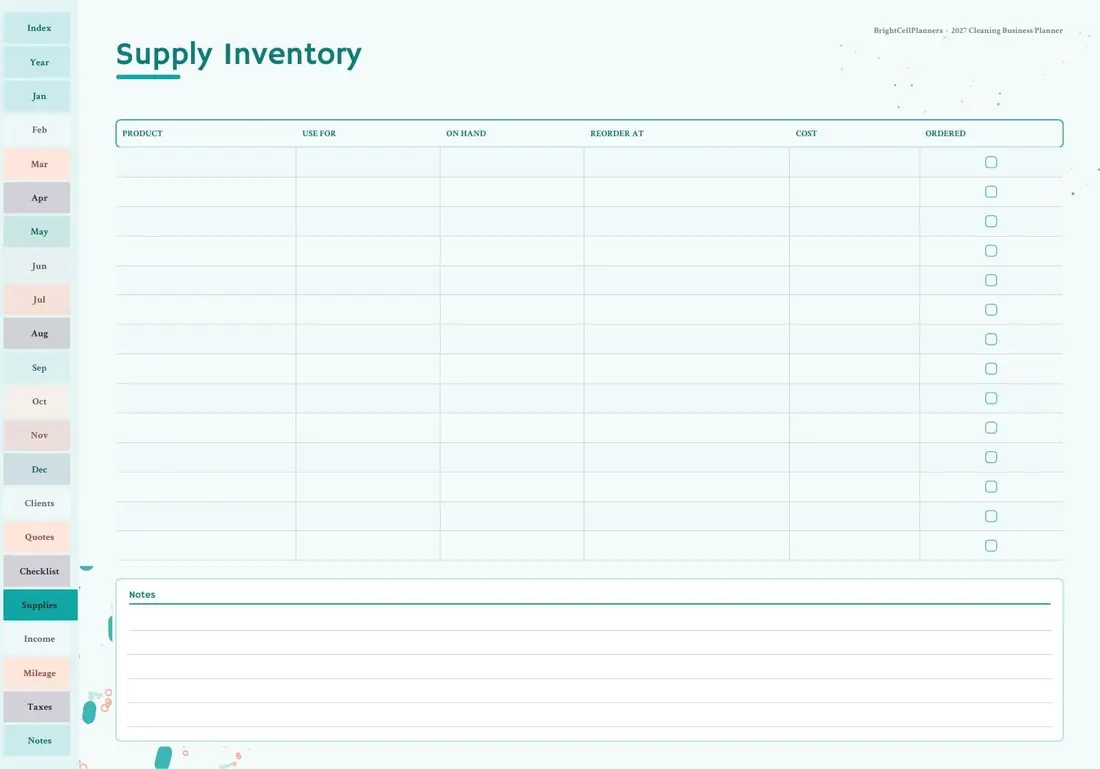 Index
Year
Jan
Feb
Mar
Apr
May
Jun
Jul
Aug
Sep
Oct
Nov
Dec
Clients
Quotes
Checklist
Supplies
Income
Mileage
Taxes
Notes
BrightCellPlanners · 2027 Cleaning Business Planner
Supply Inventory
PRODUCT USE FOR ON HAND REORDER AT COST ORDERED
Notes